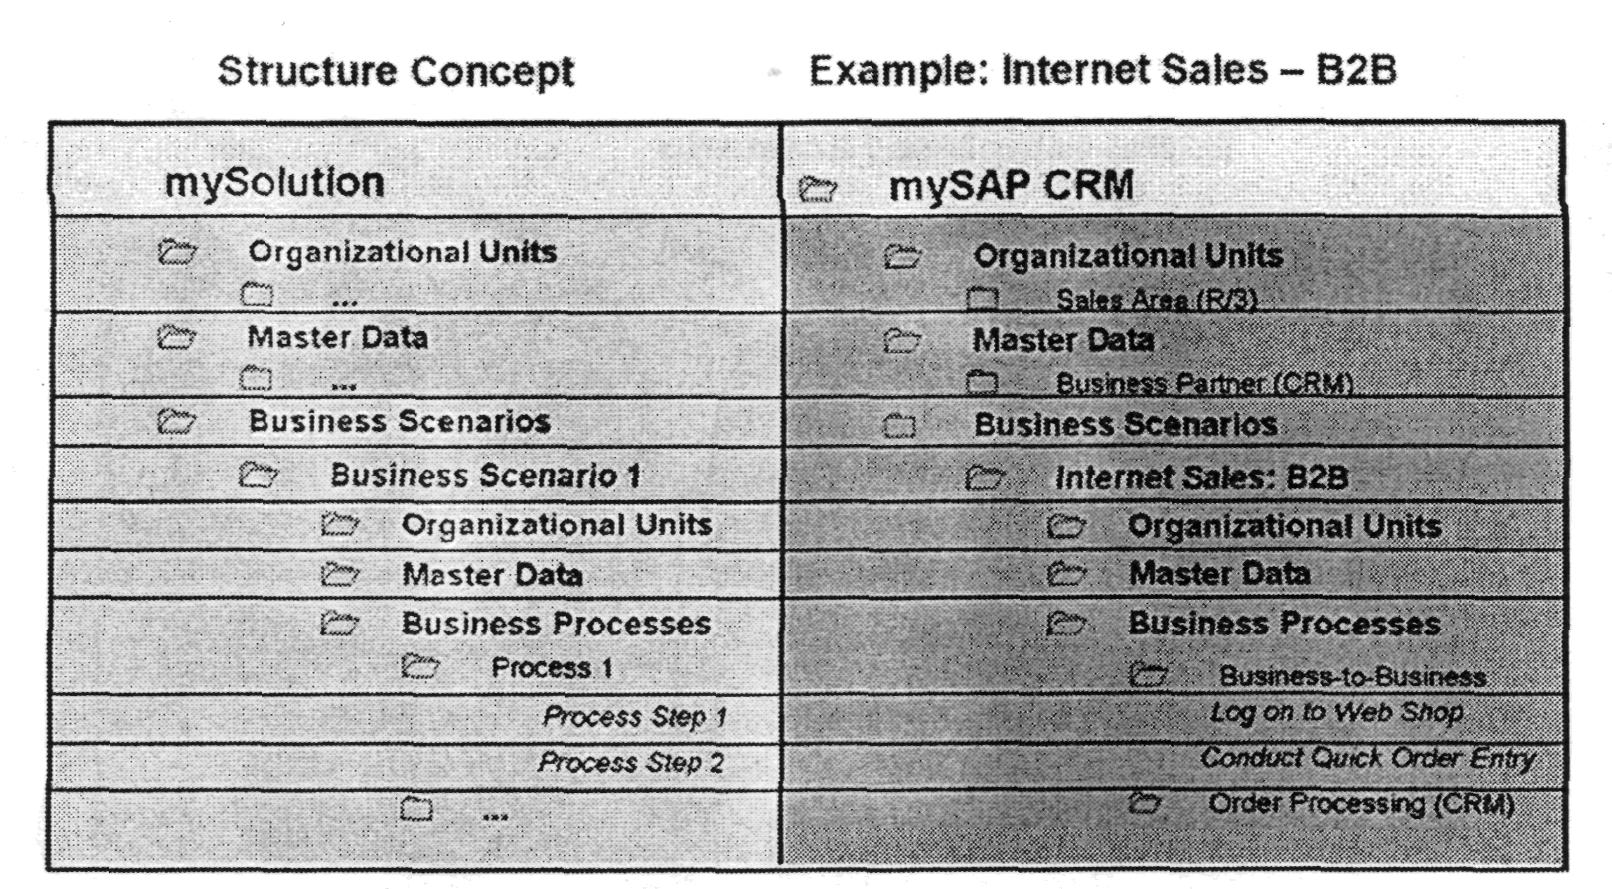 Structure Concept
Example: Internet Sales – B2B
mySolution
Organizational Units
...
Master Data
...
Business Scenarios
Business Scenario 1
Organizational Units
Master Data
Business Processes
Process 1
Process Step 1
Process Step 2
...
mySAP CRM
Organizational Units
Sales Area (R/3)
Master Data
Business Partner (CRM)
Business Scenarios
Internet Sales: B2B
Organizational Units
Master Data
Business Processes
Business-to-Business
Log on to Web Shop
Conduct Quick Order Entry
Order Processing (CRM)